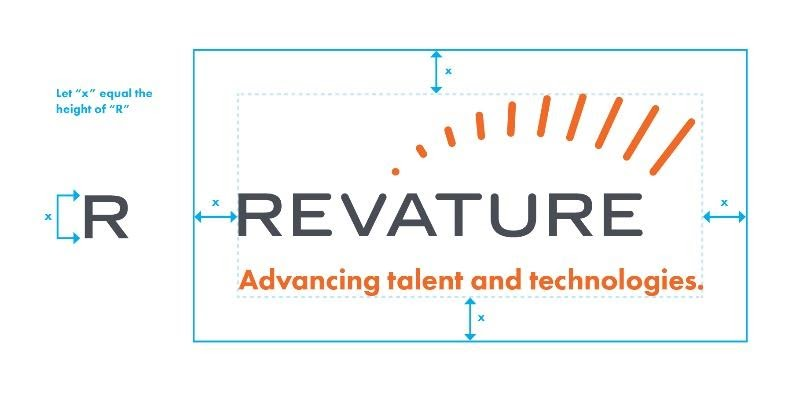 Let “x” equal the
height of “R”
x
R
x
x
REVATURE
x
Advancing talent and technologies.
x